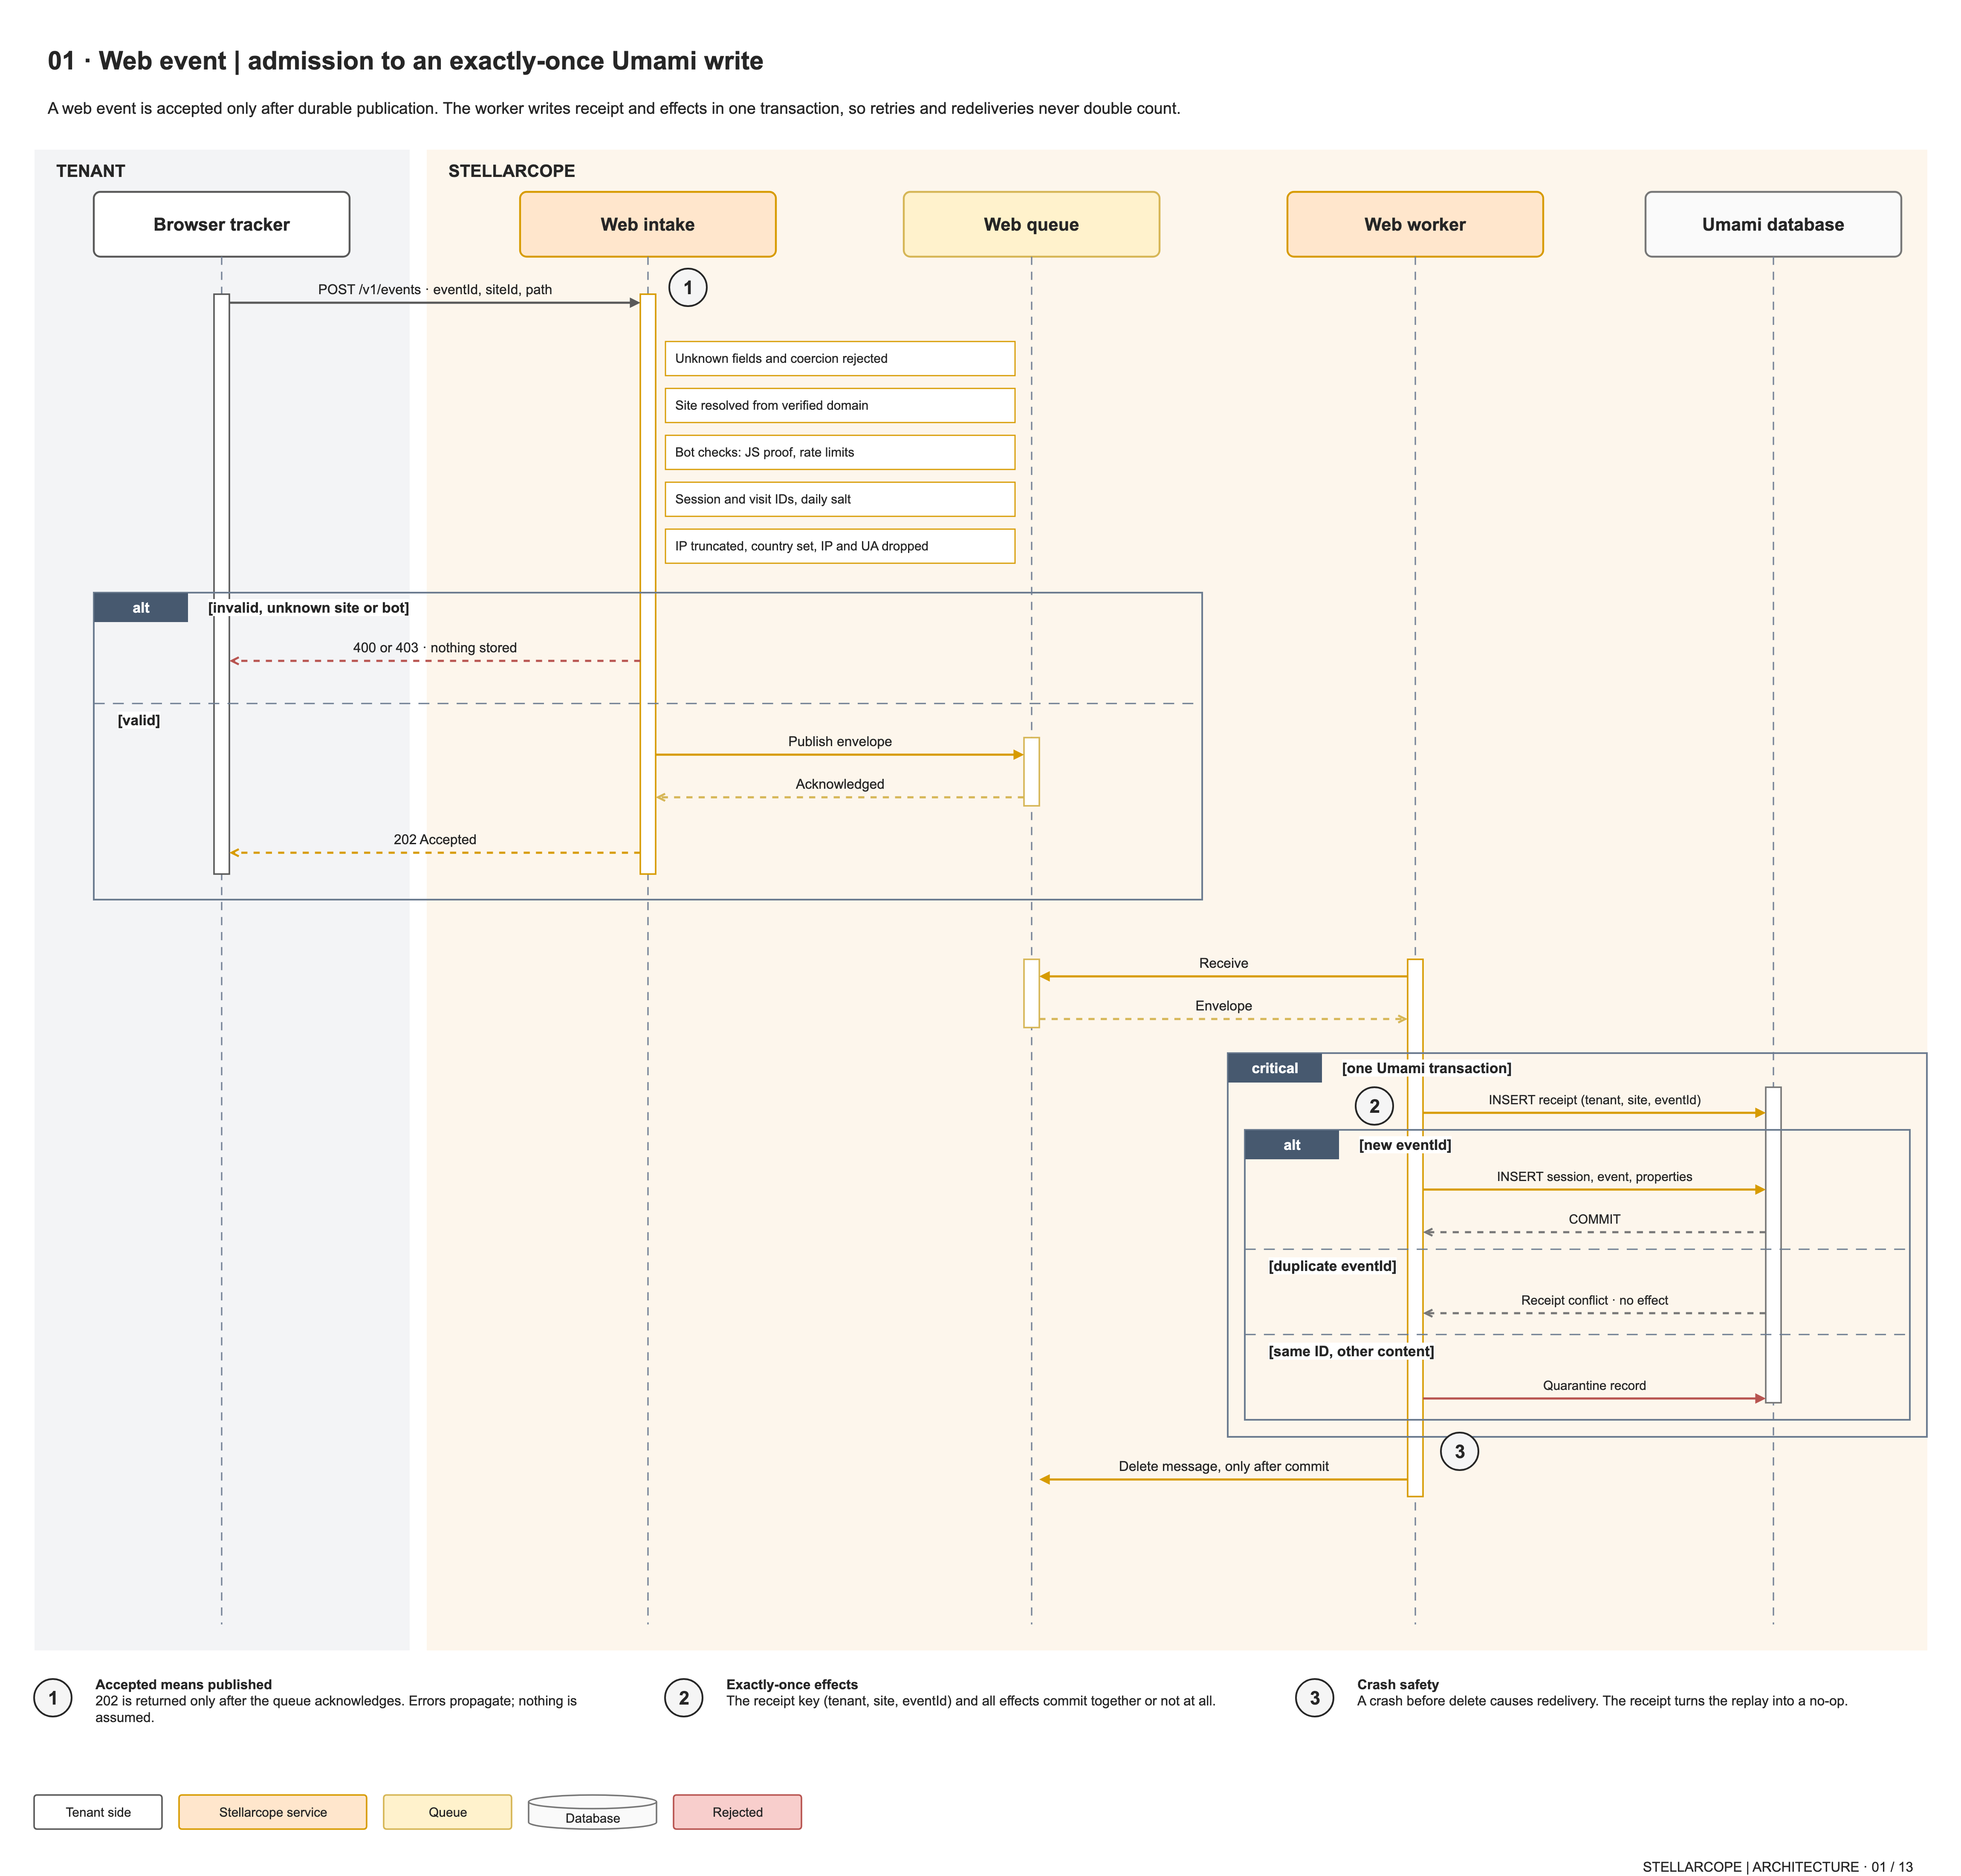 01 · Web event | admission to an exactly-once Umami write
A web event is accepted only after durable publication. The worker writes receipt and effects in one transaction, so retries and redeliveries never double count.
TENANT
STELLARCOPE
Browser tracker
Web intake
Web queue
Web worker
Umami database
POST /v1/events · eventId, siteId, path
1
Unknown fields and coercion rejected
Site resolved from verified domain
Bot checks: JS proof, rate limits
Session and visit IDs, daily salt
IP truncated, country set, IP and UA dropped
alt
[invalid, unknown site or bot]
400 or 403 · nothing stored
[valid]
Publish envelope
Acknowledged
202 Accepted
Receive
Envelope
critical
[one Umami transaction]
2
INSERT receipt (tenant, site, eventId)
alt
[new eventId]
INSERT session, event, properties
COMMIT
[duplicate eventId]
Receipt conflict · no effect
[same ID, other content]
Quarantine record
3
Delete message, only after commit
1
Accepted means published
202 is returned only after the queue acknowledges. Errors propagate; nothing is
assumed.
2
Exactly-once effects
The receipt key (tenant, site, eventId) and all effects commit together or not at all.
3
Crash safety
A crash before delete causes redelivery. The receipt turns the replay into a no-op.
Tenant side
Stellarcope service
Queue
Database
Rejected
STELLARCOPE | ARCHITECTURE · 01 / 13